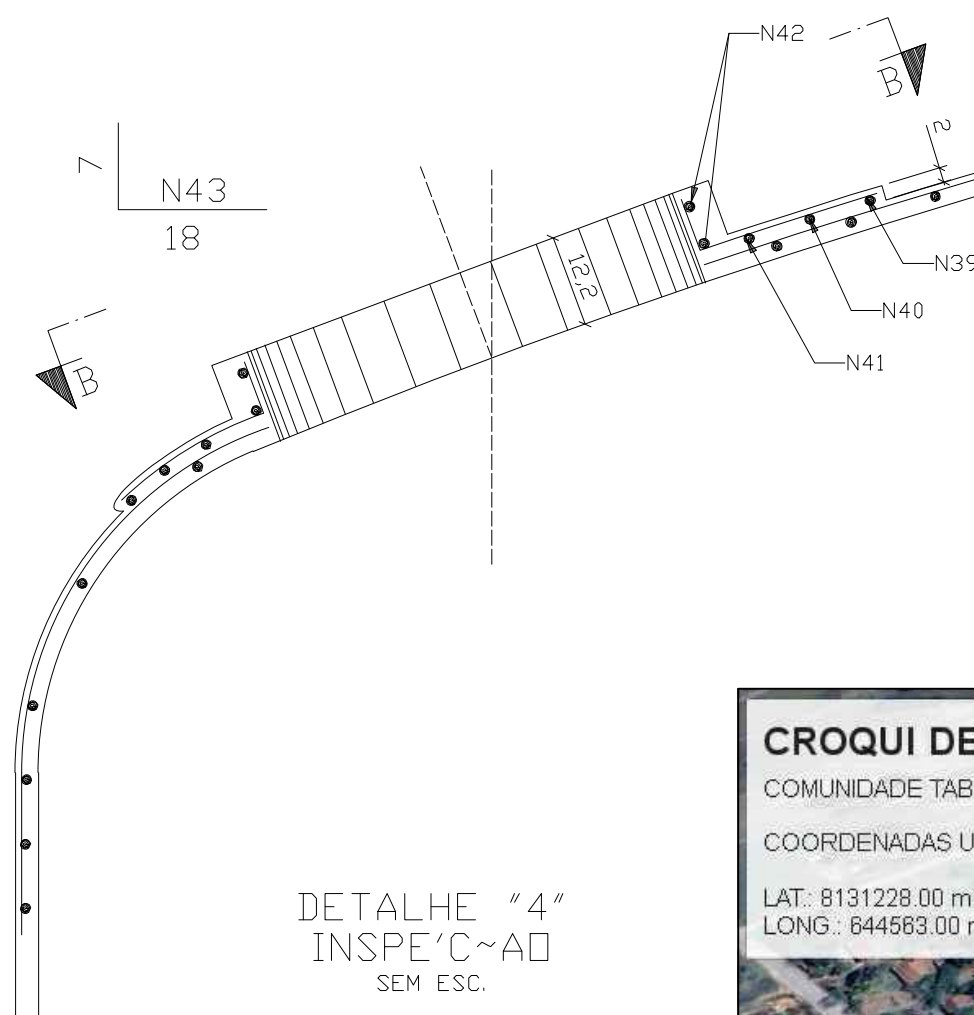 N42
B
2
7
N43
18
12,2
N39
N40
N41
B
CROQUI DE
COMUNIDADE TAB
COORDENADAS U
LAT.: 8131228.00 m
LONG.: 644563.00 r
DETALHE "4"
INSPE'C~A□
SEM ESC.